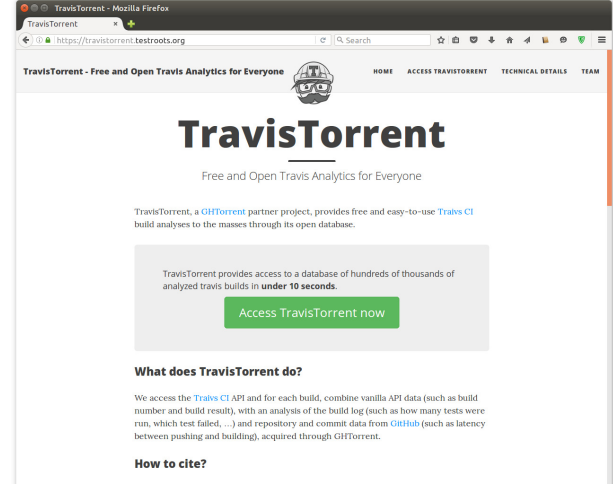 TravisTorrent - Mozilla Firefox
TravisTorrent
https://travistorrent.testroots.org
Search
TravisTorrent - Free and Open Travis Analytics for Everyone
HOME ACCESS TRAVISTORRENT TECHNICAL DETAILS TEAM
TravisTorrent
Free and Open Travis Analytics for Everyone
TravisTorrent, a GHTorrent partner project, provides free and easy-to-use Traivs CI
build analyses to the masses through its open database.
TravisTorrent provides access to a database of hundreds of thousands of
analyzed travis builds in under 10 seconds.
Access TravisTorrent now
What does TravisTorrent do?
We access the Traivs CI API and for each build, combine vanilla API data (such as build
number and build result), with an analysis of the build log (such as how many tests were
run, which test failed, ...) and repository and commit data from GitHub (such as latency
between pushing and building), acquired through GHTorrent.
How to cite?